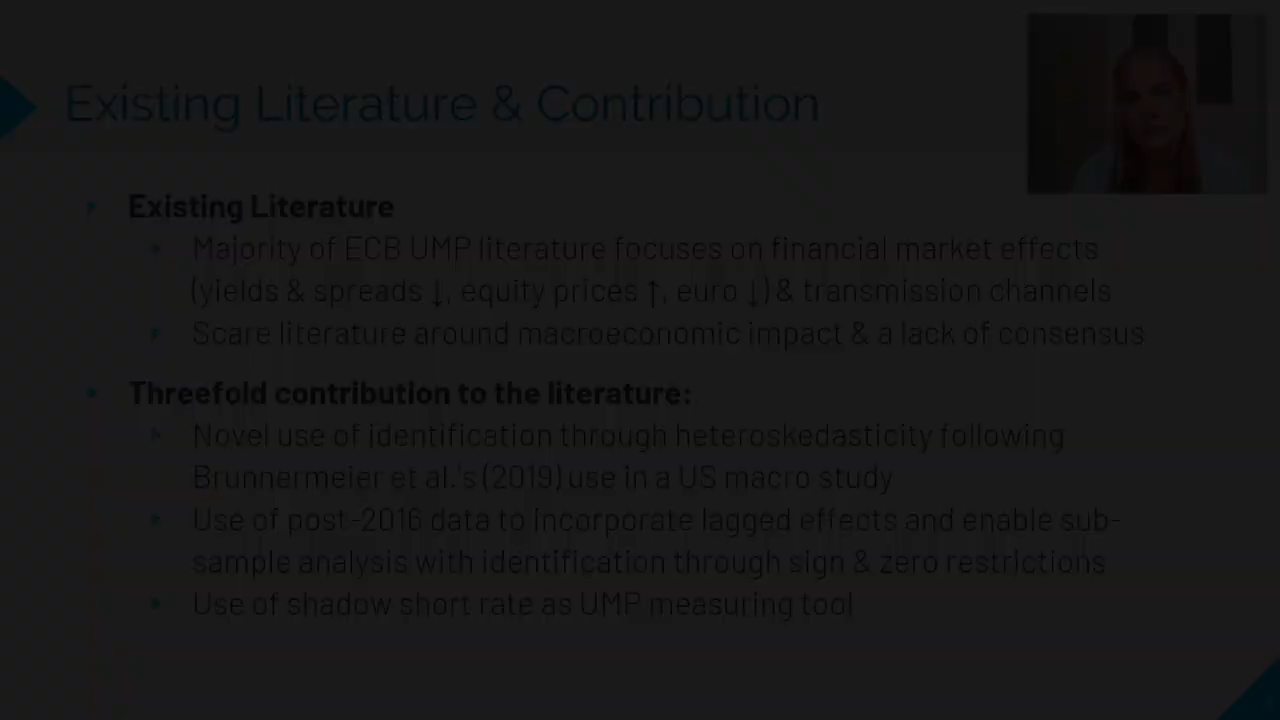 Existing Literature & Contribution
Existing Literature
Majority of ECB UMP literature focuses on financial market effects
(yields & spreads ↓, equity prices ↑, euro ↓) & transmission channels
Scare literature around macroeconomic impact & a lack of consensus
Threefold contribution to the literature:
Novel use of identification through heteroskedasticity following
Brunnermeier et al.'s (2019) use in a US macro study
Use of post-2016 data to incorporate lagged effects and enable sub-
sample analysis with identification through sign & zero restrictions
Use of shadow short rate as UMP measuring tool